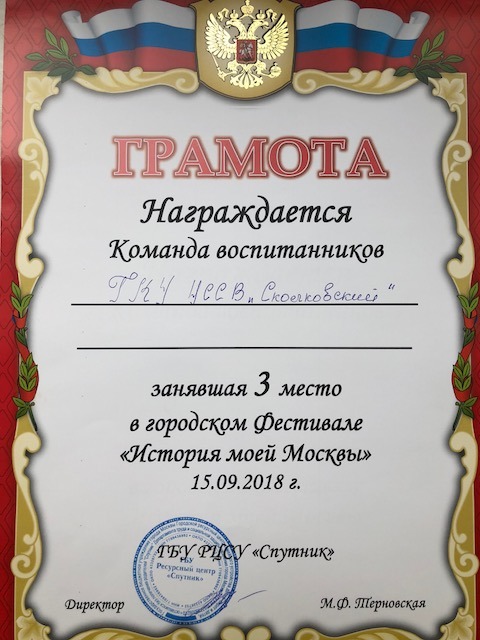 ГРАМОТА
Награждается
Команда воспитанников
ГКУ ЦССВ „Сколковский"
занявшая 3 место
в городском Фестивале
«История моей Москвы»
15.09.2018 г.
ГБУ РЦСУ «Спутник»
ГБУ
Ресурсный центр
«Спутник»
Директор М.Ф. Терновская